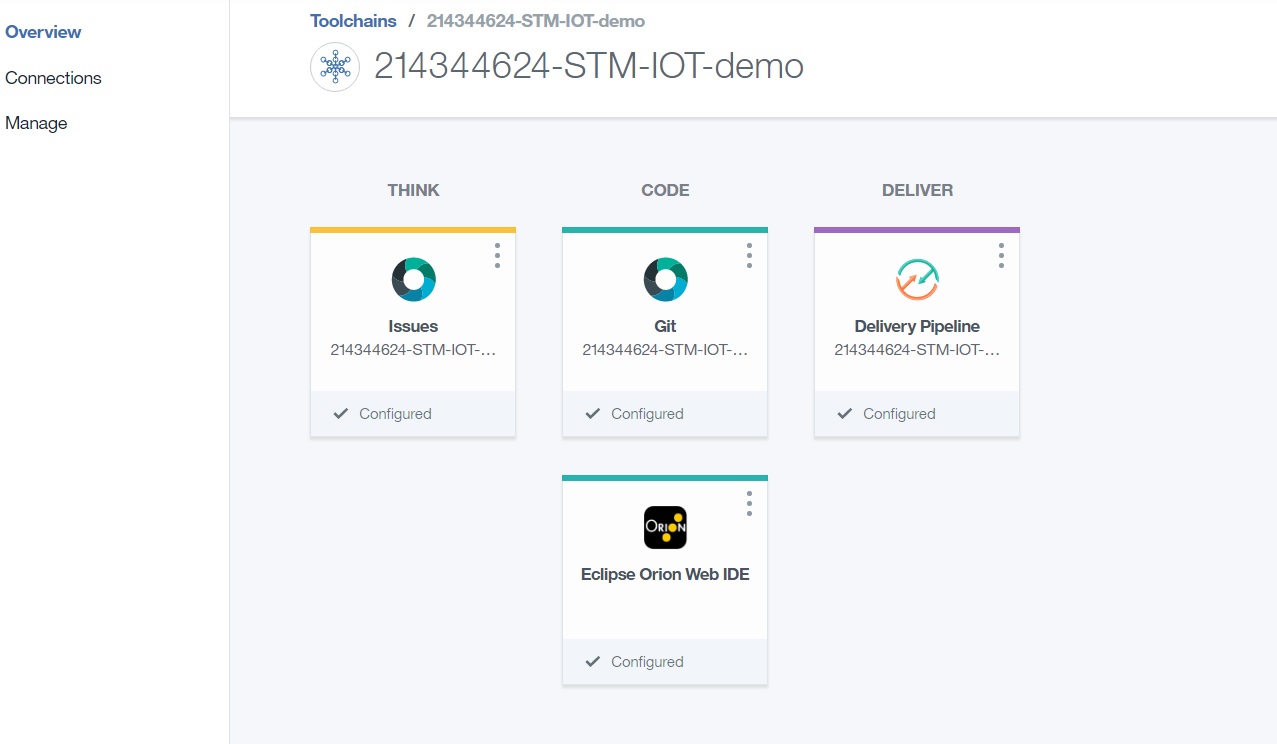 Overview
Connections
Manage
Toolchains / 214344624-STM-IOT-demo
214344624-STM-IOT-demo
THINK
CODE
DELIVER
Issues
214344624-STM-IOT-...
Configured
Git
214344624-STM-IOT-...
Configured
Delivery Pipeline
214344624-STM-IOT-...
Configured
ORION
Eclipse Orion Web IDE
Configured